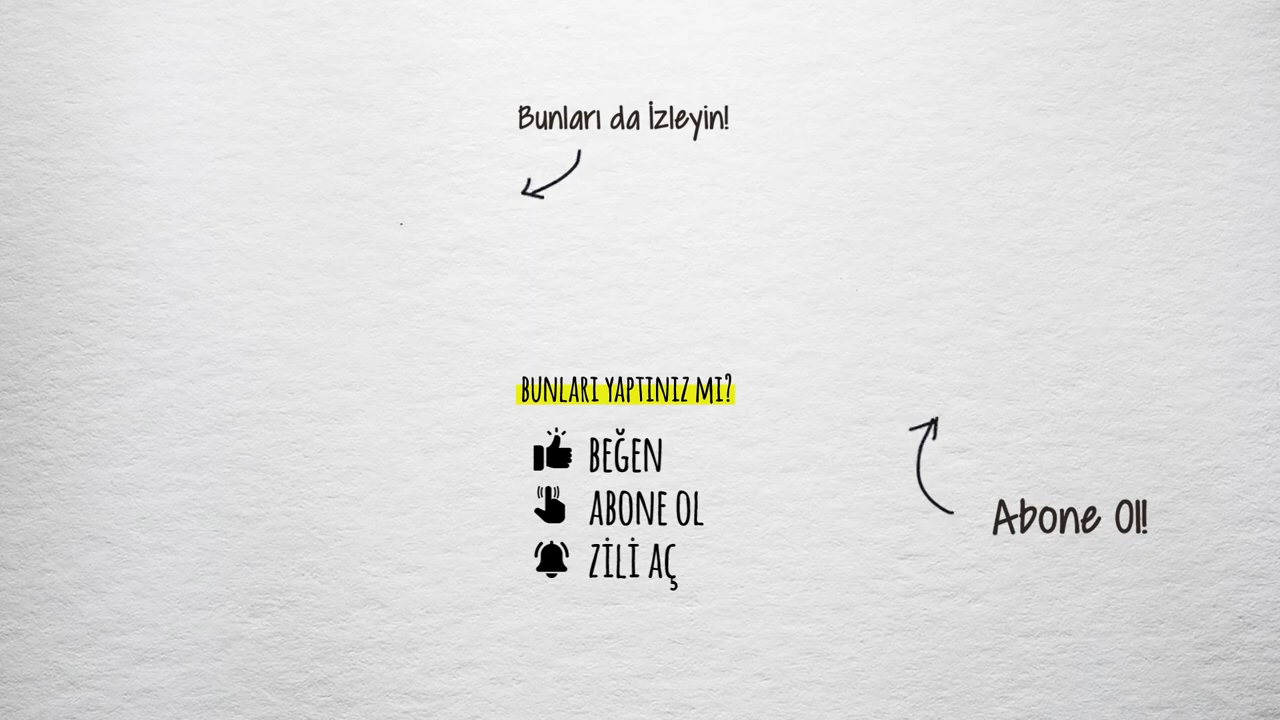 Bunları da İzleyin!
BUNLARI YAPTINIZ MI?
BEĞEN
ABONE OL
ZİLİ AÇ
Abone Ol!